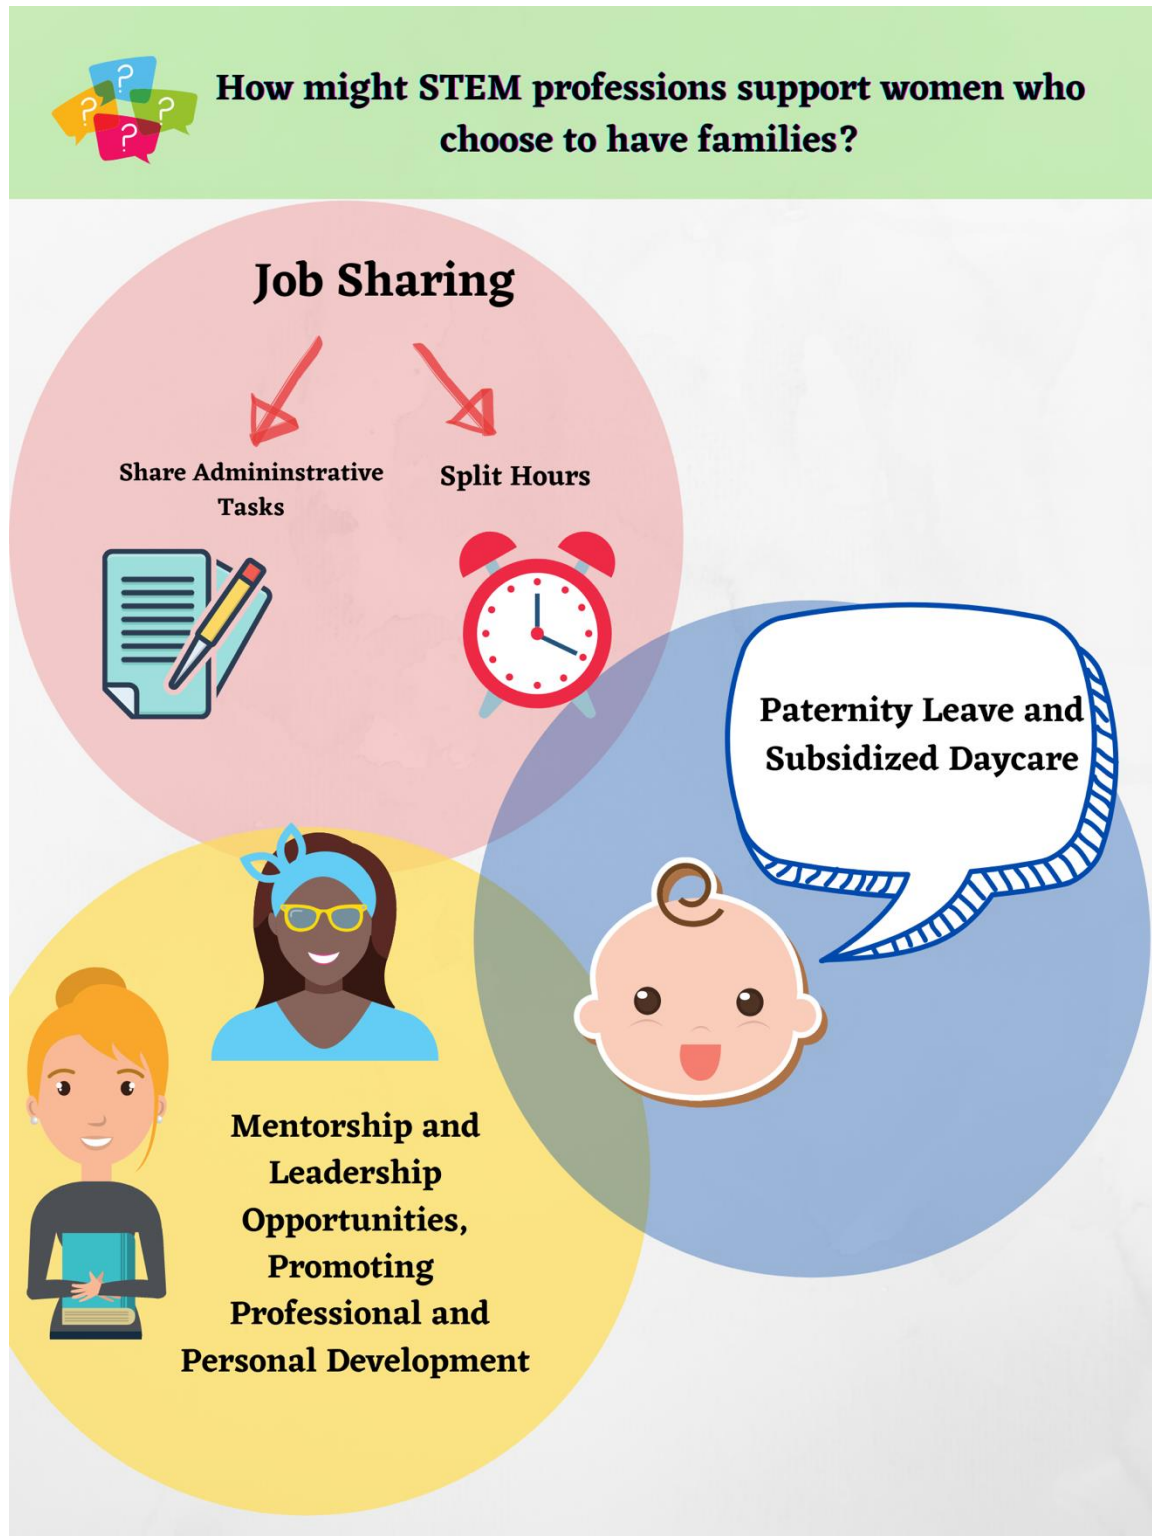 How might STEM professions support women who
choose to have families?
Job Sharing
Share Admininstrative
Tasks
Split Hours
Paternity Leave and
Subsidized Daycare
Mentorship and
Leadership
Opportunities,
Promoting
Professional and
Personal Development